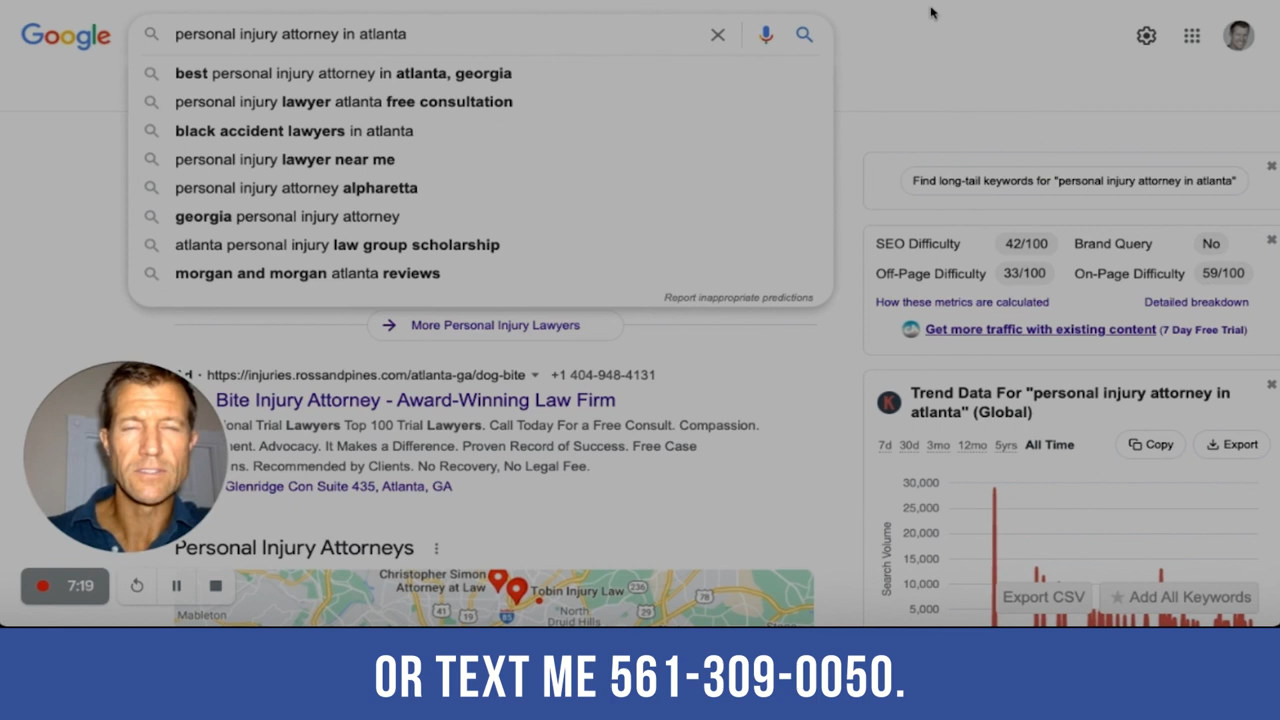 Google
personal injury attorney in atlanta
best personal injury attorney in atlanta, georgia
personal injury lawyer atlanta free consultation
black accident lawyers in atlanta
personal injury lawyer near me
personal injury attorney alpharetta
georgia personal injury attorney
atlanta personal injury law group scholarship
morgan and morgan atlanta reviews
Report inappropriate predictions
More Personal Injury Lawyers
· https://injuries.rossandpines.com/atlanta-ga/dog-bite +1 404-948-4131
Bite Injury Attorney - Award-Winning Law Firm
Trial Lawyers Top 100 Trial Lawyers. Call Today For a Free Consult. Compassion.
Advocacy. It Makes a Difference. Proven Record of Success. Free Case
Recommended by Clients. No Recovery, No Legal Fee.
Glenridge Con Suite 435, Atlanta, GA
Personal Injury Attorneys
Christopher Simon
Attorney at Law
Tobin Injury Law
236
78
41
19
85
29
Mableton
North
Druid Hills
7:19
Find long-tail keywords for "personal injury attorney in atlanta"
SEO Difficulty 42/100 Brand Query No
Off-Page Difficulty 33/100 On-Page Difficulty 59/100
How these metrics are calculated Detailed breakdown
Get more traffic with existing content (7 Day Free Trial)
K
Trend Data For "personal injury attorney in
atlanta" (Global)
7d 30d 3mo 12mo 5yrs All Time Copy Export
Search Volume
30,000
25,000
20,000
15,000
10,000
5,000
Export CSV Add All Keywords
OR TEXT ME 561-309-0050.